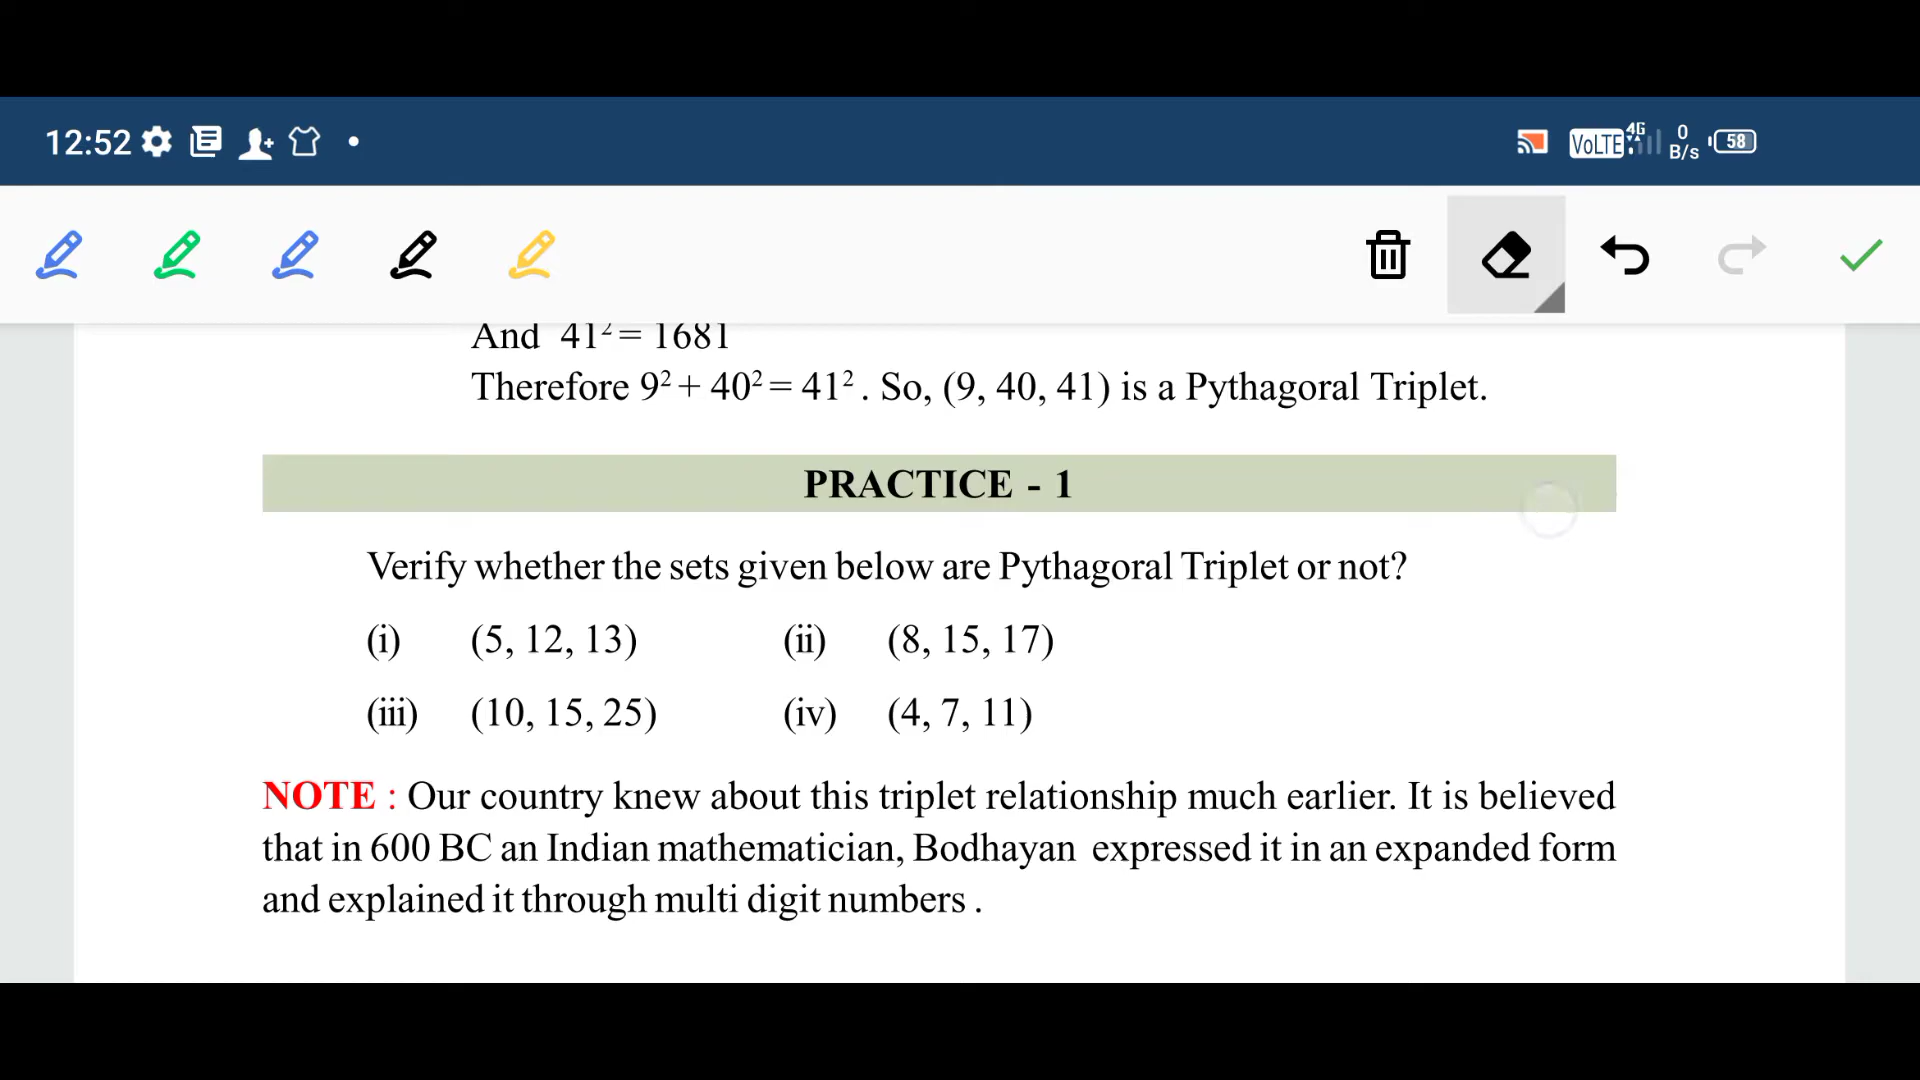 12:52
VoLTE 4G 0 B/s 58
And 41² = 1681
Therefore 9² + 40² = 41² . So, (9, 40, 41) is a Pythagoral Triplet.
PRACTICE - 1
Verify whether the sets given below are Pythagoral Triplet or not?
(i) (5, 12, 13) (ii) (8, 15, 17)
(iii) (10, 15, 25) (iv) (4, 7, 11)
NOTE : Our country knew about this triplet relationship much earlier. It is believed
that in 600 BC an Indian mathematician, Bodhayan expressed it in an expanded form
and explained it through multi digit numbers .